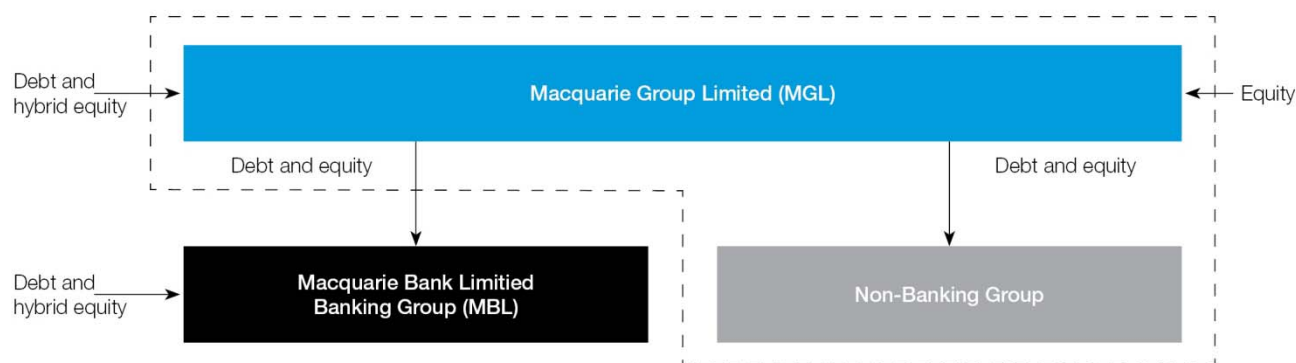 Debt and
hybrid equity
Macquarie Group Limited (MGL)
Equity
Debt and equity
Debt and equity
Debt and
hybrid equity
Macquarie Bank Limitied
Banking Group (MBL)
Non-Banking Group